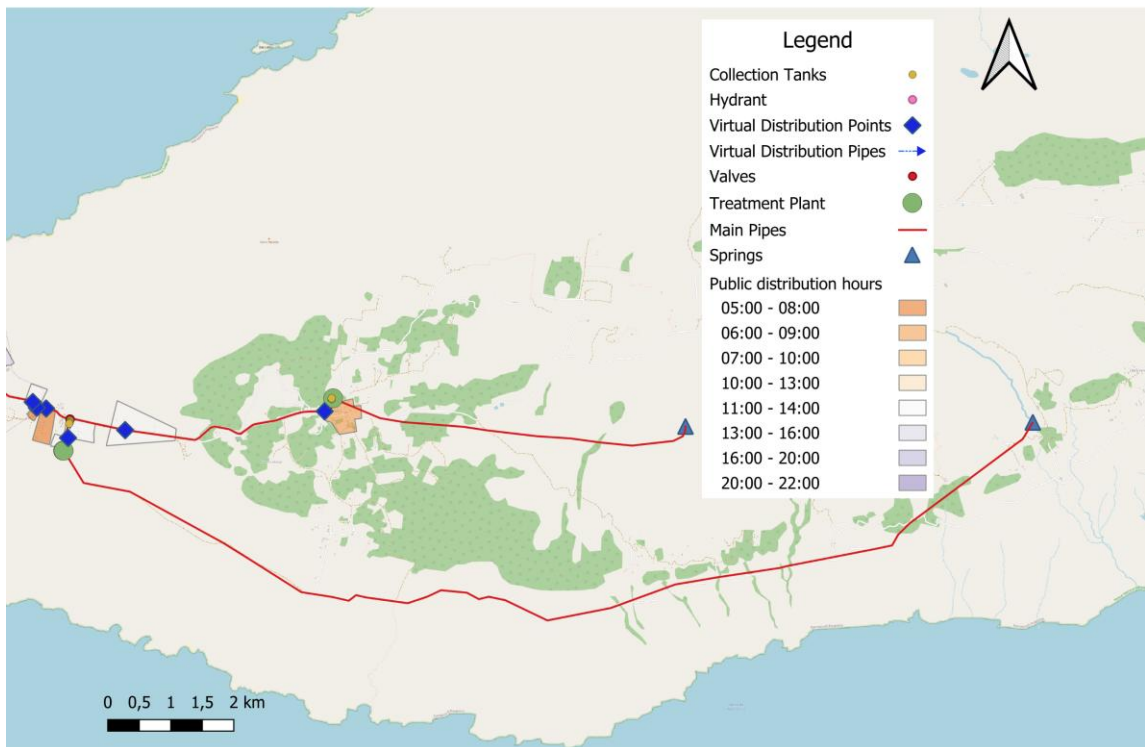 Legend
Collection Tanks
Hydrant
Virtual Distribution Points
Virtual Distribution Pipes
Valves
Treatment Plant
Main Pipes
Springs
Public distribution hours
05:00 - 08:00
06:00 - 09:00
07:00 - 10:00
10:00 - 13:00
11:00 - 14:00
13:00 - 16:00
16:00 - 20:00
20:00 - 22:00
0 0,5 1 1,5 2 km